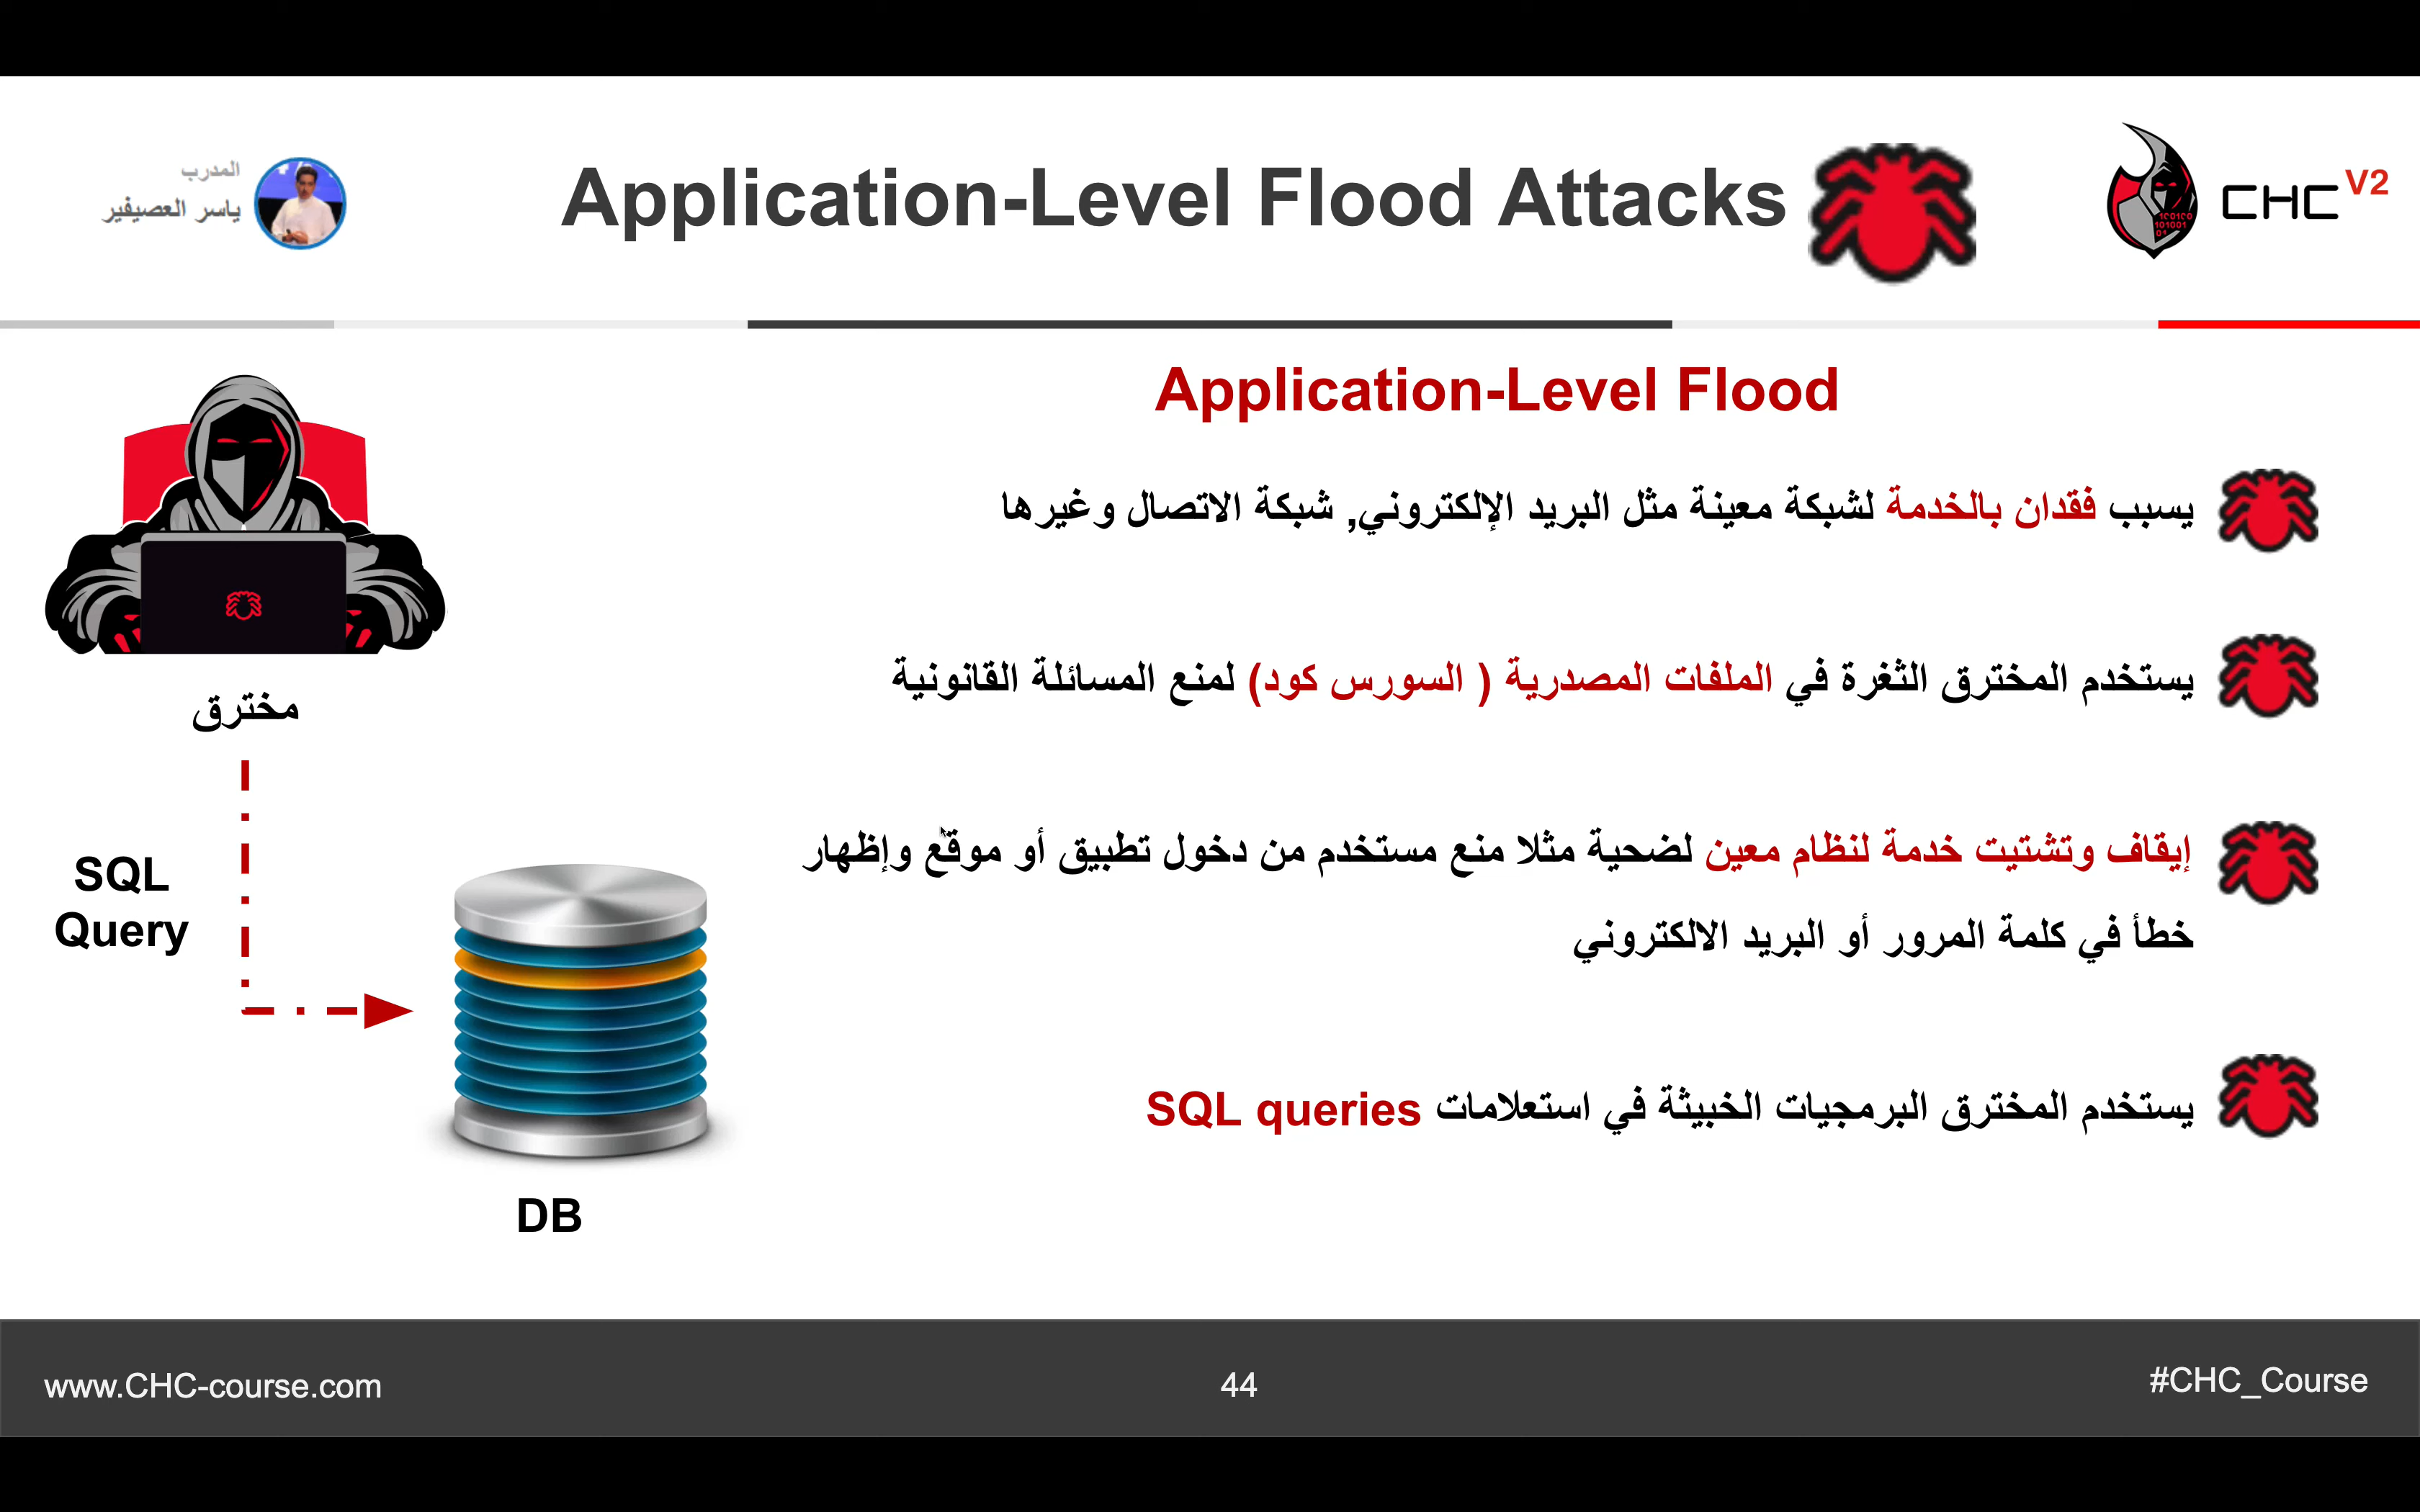 المدرب
ياسر العصيفير
Application-Level Flood Attacks
CHC V2
Application-Level Flood
يسبب فقدان بالخدمة لشبكة معينة مثل البريد الإلكتروني, شبكة الاتصال وغيرها
يستخدم المخترق الثغرة في الملفات المصدرية ( السورس كود) لمنع المسائلة القانونية
إيقاف وتشتيت خدمة لنظام معين لضحية مثلا منع مستخدم من دخول تطبيق أو موقع وإظهار
خطأ في كلمة المرور أو البريد الالكتروني
يستخدم المخترق البرمجيات الخبيثة في استعلامات SQL queries
مخترق
SQL
Query
DB
www.CHC-course.com
44
#CHC_Course